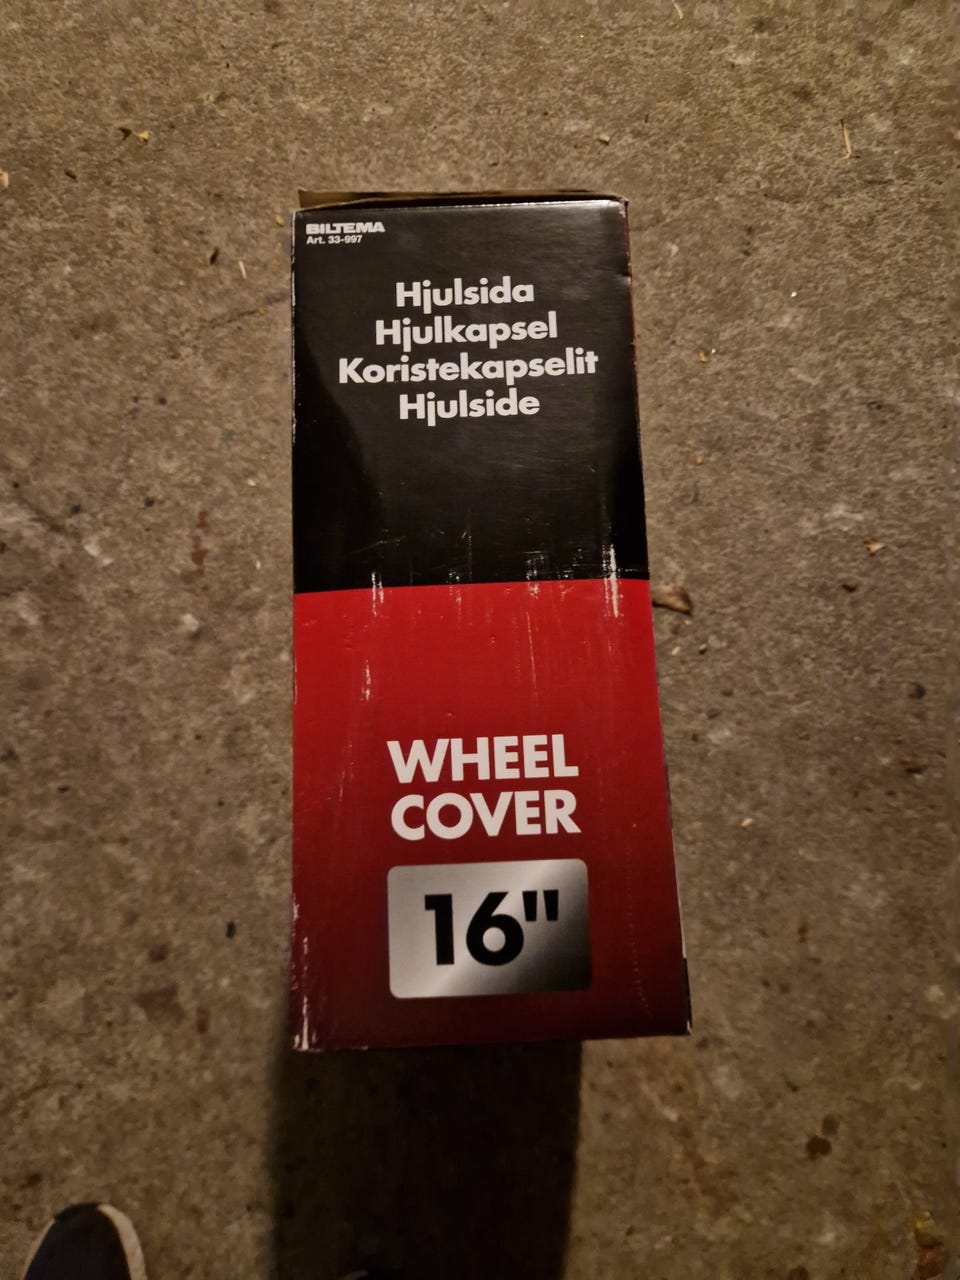 BILTEMA
Art. 33-997
Hjulsida
Hjulkapsel
Koristekapselit
Hjulside
WHEEL
COVER
16"